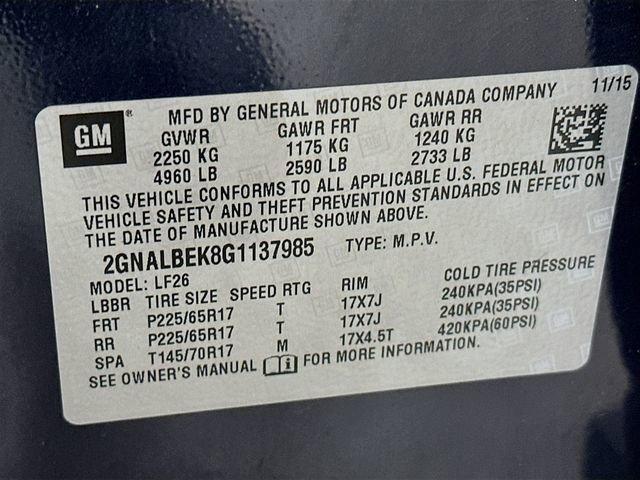 11/15
GM ®
MFD BY GENERAL MOTORS OF CANADA COMPANY
GVWR GAWR FRT GAWR RR
2250 KG 1175 KG 1240 KG
4960 LB 2590 LB 2733 LB
THIS VEHICLE CONFORMS TO ALL APPLICABLE U.S. FEDERAL MOTOR
VEHICLE SAFETY AND THEFT PREVENTION STANDARDS IN EFFECT ON
THE DATE OF MANUFACTURE SHOWN ABOVE.
2GNALBEK8G1137985 TYPE: M.P.V.
MODEL: LF26
LBBR TIRE SIZE SPEED RTG RIM COLD TIRE PRESSURE
FRT P225/65R17 T 17X7J 240KPA(35PSI)
RR P225/65R17 T 17X7J 240KPA(35PSI)
SPA T145/70R17 M 17X4.5T 420KPA(60PSI)
SEE OWNER'S MANUAL i FOR MORE INFORMATION.